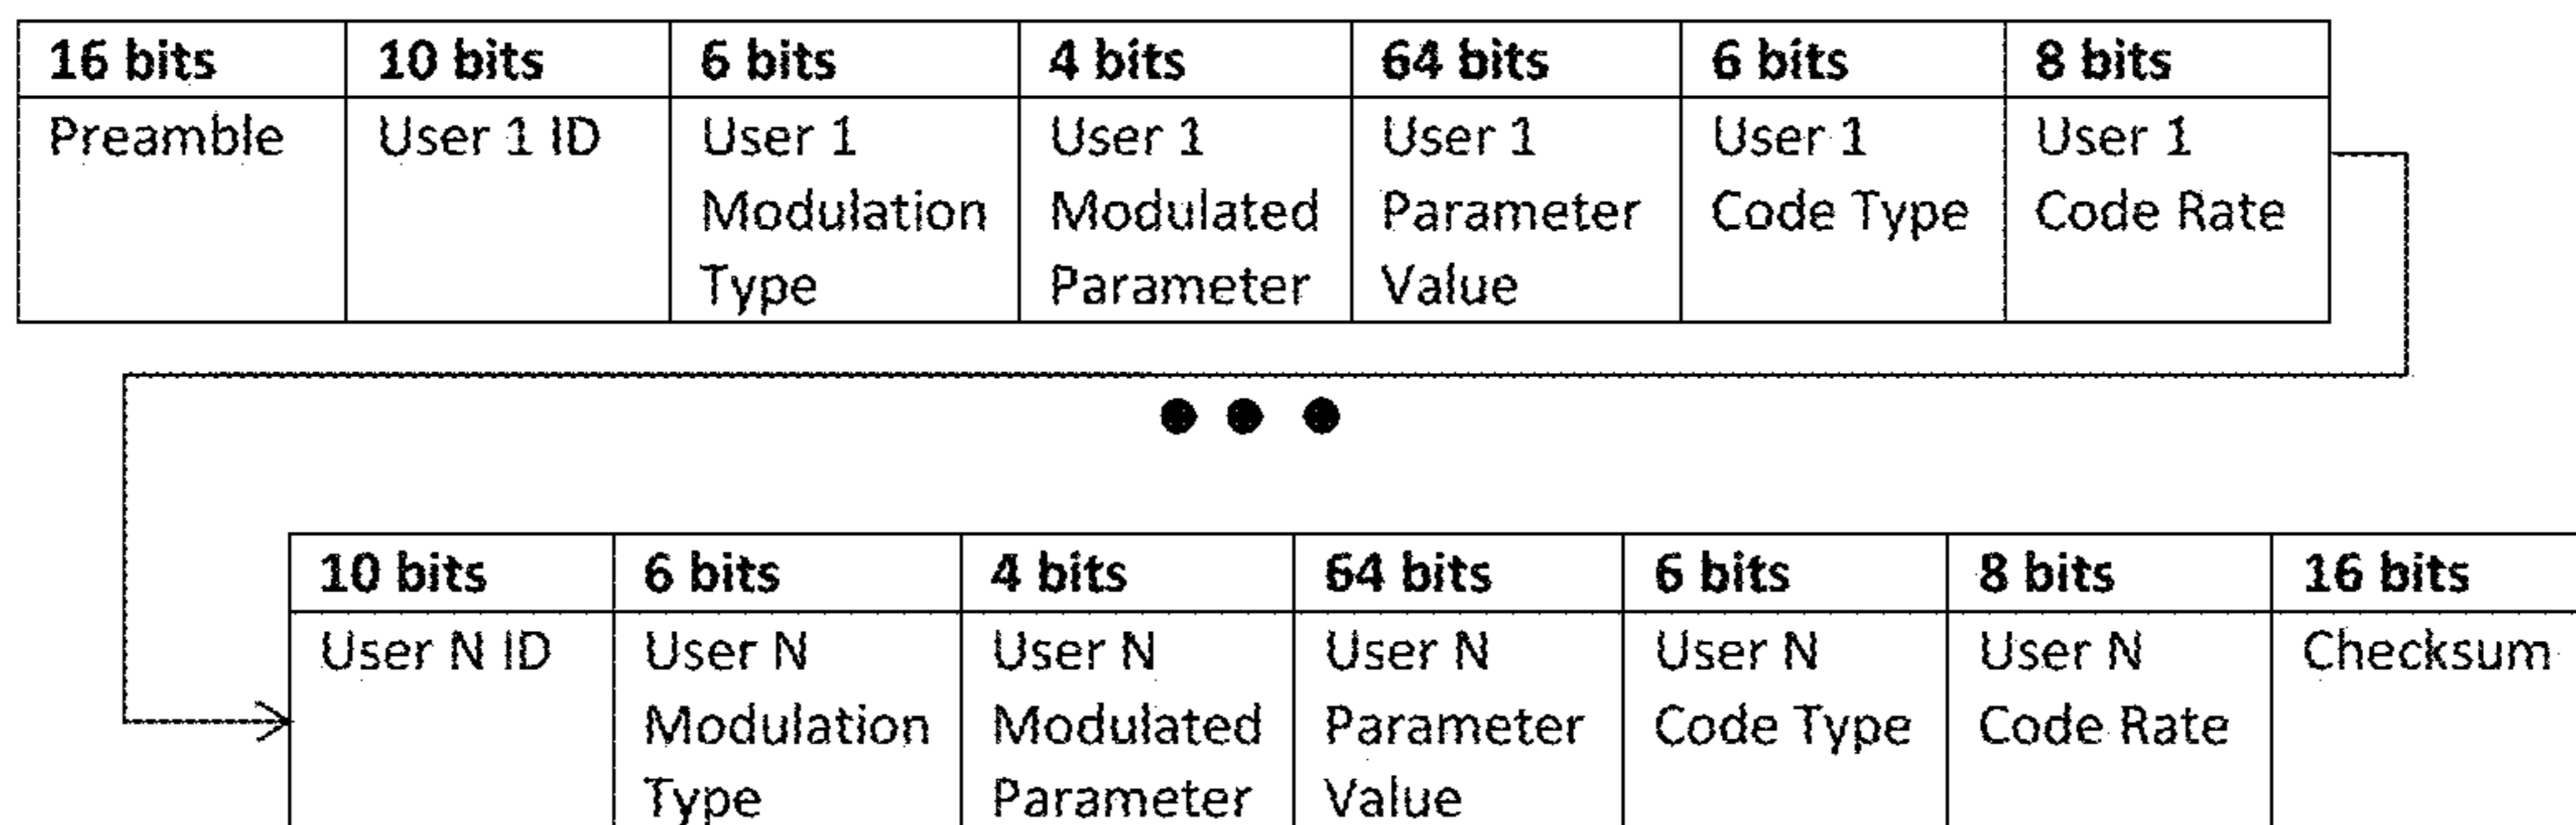 16 bits 10 bits 6 bits 4 bits 64 bits 6 bits 8 bits
Preamble User 1 ID User 1 User 1 User 1 User 1 User 1
Modulation Modulated Parameter Code Type Code Rate
Type Parameter Value
10 bits 6 bits 4 bits 64 bits 6 bits 8 bits 16 bits
User N ID User N User N User N User N User N Checksum
Modulation Modulated Parameter Code Type Code Rate
Type Parameter Value